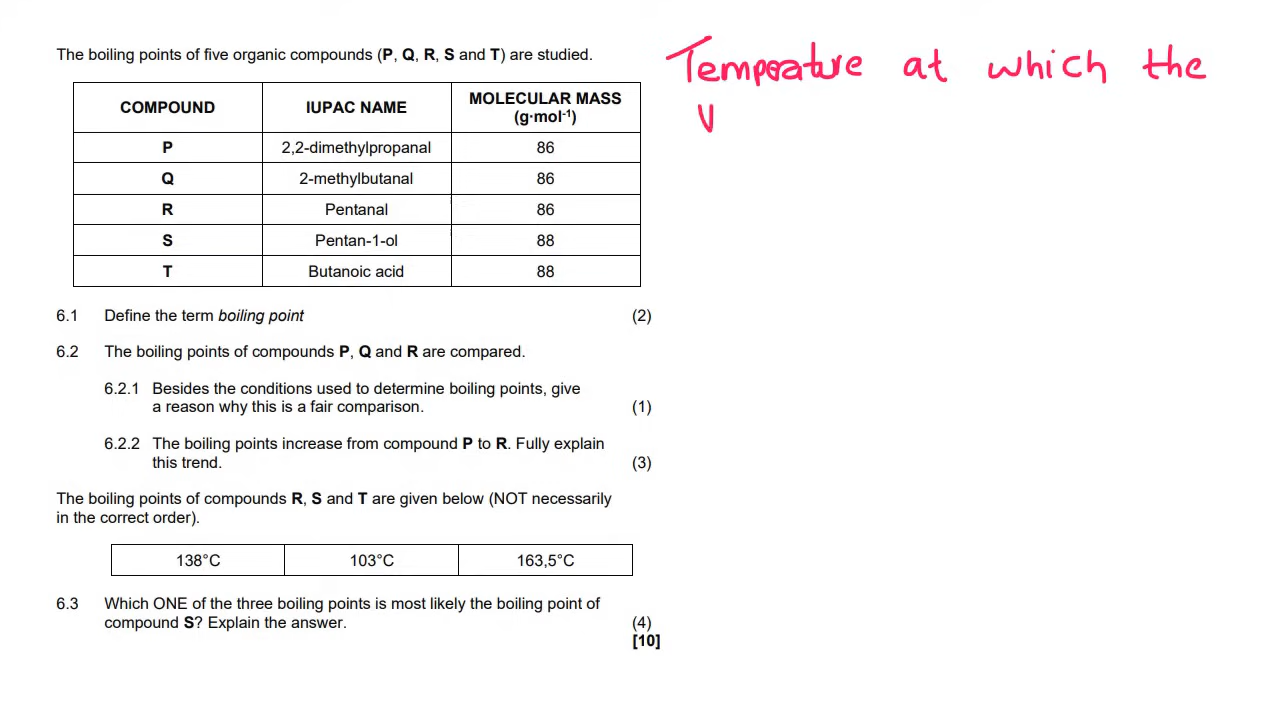 The boiling points of five organic compounds (P, Q, R, S and T) are studied.
COMPOUND IUPAC NAME MOLECULAR MASS (g·mol⁻¹)
P 2,2-dimethylpropanal 86
Q 2-methylbutanal 86
R Pentanal 86
S Pentan-1-ol 88
T Butanoic acid 88
6.1 Define the term boiling point (2)
6.2 The boiling points of compounds P, Q and R are compared.
6.2.1 Besides the conditions used to determine boiling points, give
a reason why this is a fair comparison. (1)
6.2.2 The boiling points increase from compound P to R. Fully explain
this trend. (3)
The boiling points of compounds R, S and T are given below (NOT necessarily
in the correct order).
138°C 103°C 163,5°C
6.3 Which ONE of the three boiling points is most likely the boiling point of
compound S? Explain the answer. (4)
[10]
Temperature at which the
V